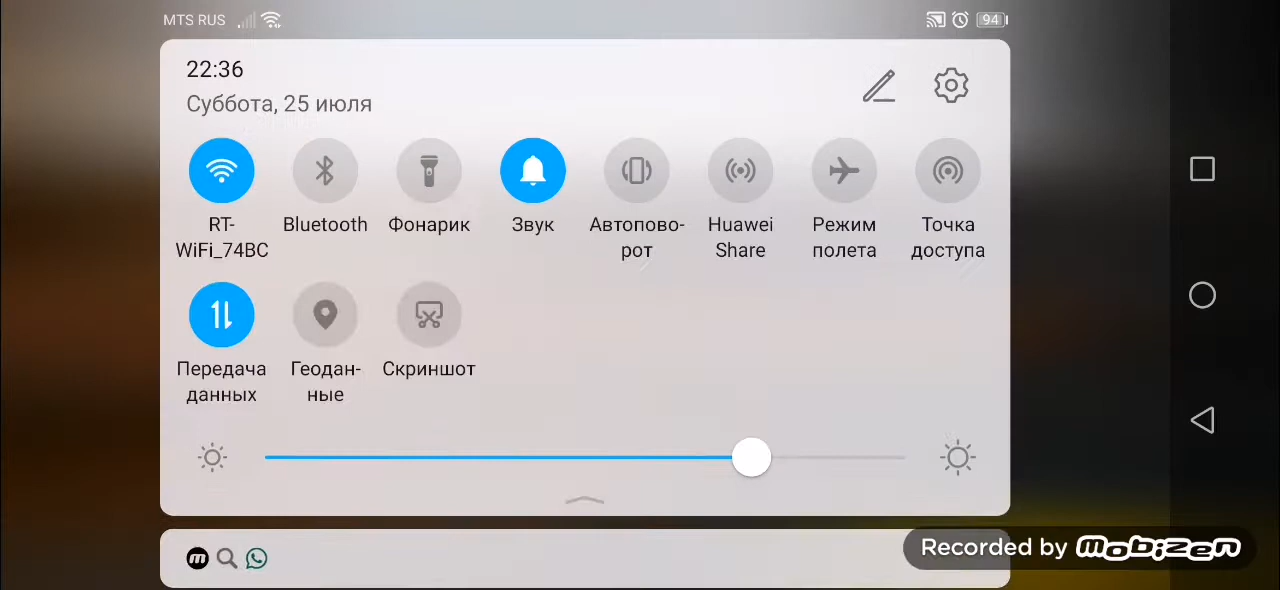 MTS RUS
94
22:36
Суббота, 25 июля
RT-
WiFi_74BC
Bluetooth
Фонарик
Звук
Автопово-
рот
Huawei
Share
Режим
полета
Точка
доступа
Передача
данных
Геодан-
ные
Скриншот
m
Recorded by mobizen